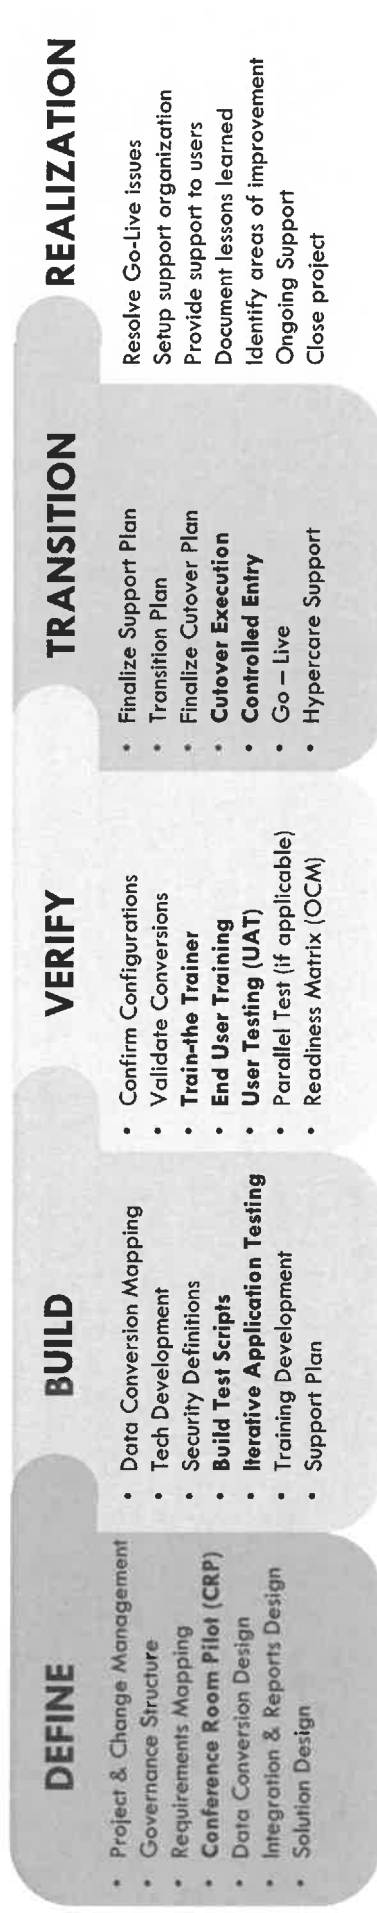 DEFINE
• Project & Change Management
• Governance Structure
• Requirements Mapping
• Conference Room Pilot (CRP)
• Data Conversion Design
• Integration & Reports Design
• Solution Design
BUILD
• Data Conversion Mapping
• Tech Development
• Security Definitions
• Build Test Scripts
• Iterative Application Testing
• Training Development
• Support Plan
VERIFY
• Confirm Configurations
• Validate Conversions
• Train-the Trainer
• End User Training
• User Testing (UAT)
• Parallel Test (if applicable)
• Readiness Matrix (OCM)
TRANSITION
• Finalize Support Plan
• Transition Plan
• Finalize Cutover Plan
• Cutover Execution
• Controlled Entry
• Go – Live
• Hypercare Support
REALIZATION
Resolve Go-Live issues
Setup support organization
Provide support to users
Document lessons learned
Identify areas of improvement
Ongoing Support
Close project